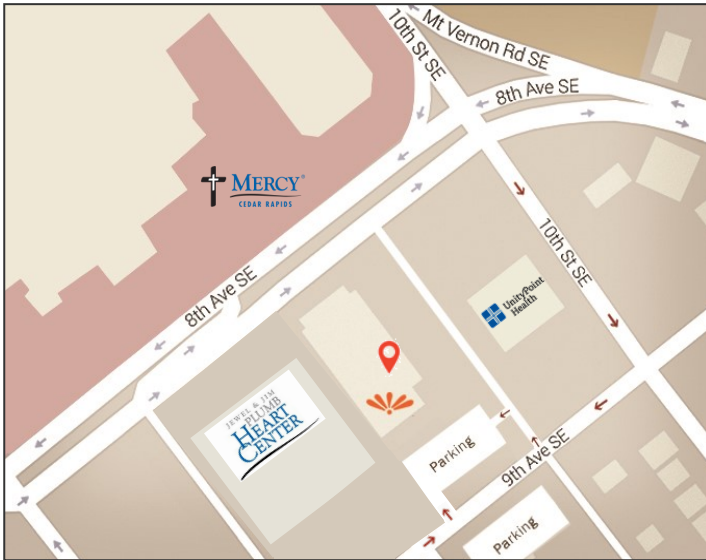 Mt Vernon Rd SE
10th St SE
8th Ave SE
MERCY®
CEDAR RAPIDS
10th St SE
8th Ave SE
UnityPoint
Health
JEWEL & JIM
PLUMB
HEART
CENTER
Parking
9th Ave SE
Parking